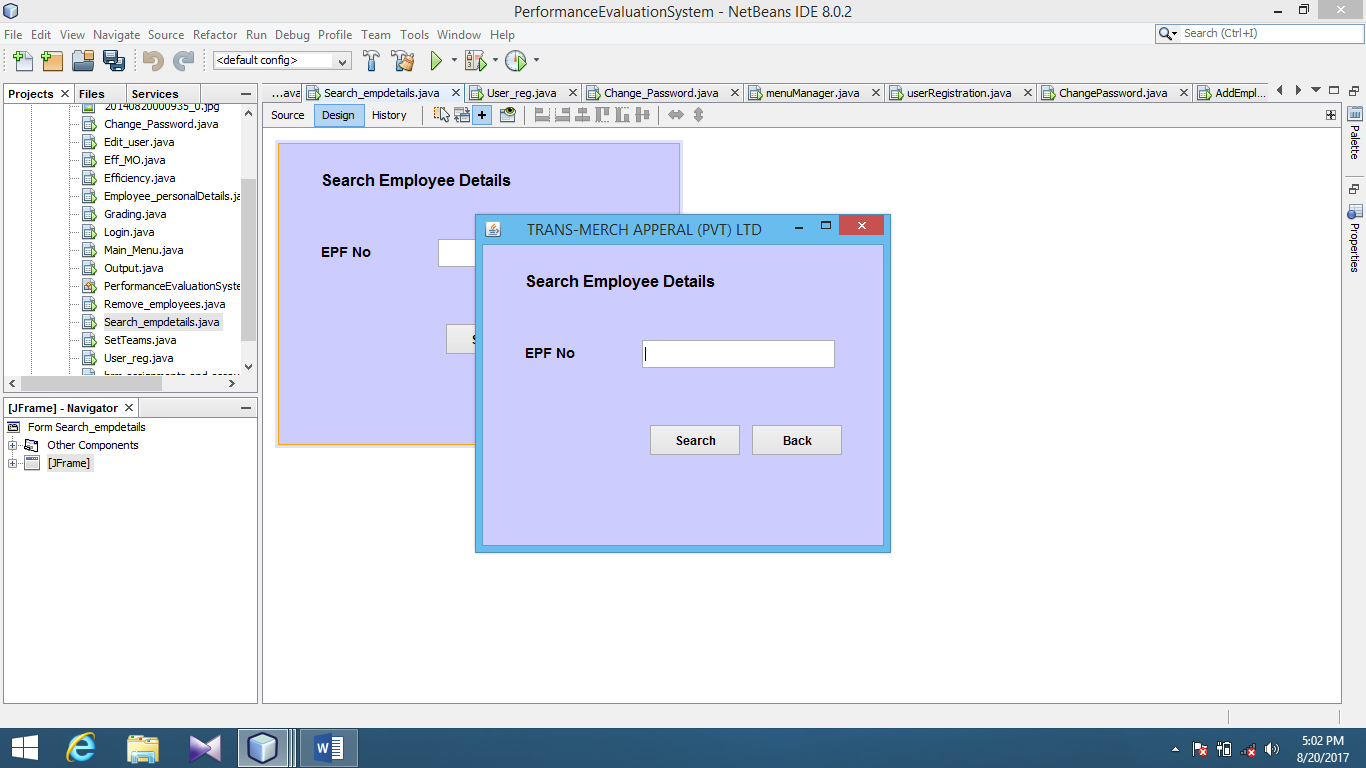 PerformanceEvaluationSystem - NetBeans IDE 8.0.2
File Edit View Navigate Source Refactor Run Debug Profile Team Tools Window Help
Search (Ctrl+I)
<default config>
Projects Files Services
20140820000935_0.jpg
Change_Password.java
Edit_user.java
Eff_MO.java
Efficiency.java
Employee_personalDetails.ja
Grading.java
Login.java
Main_Menu.java
Output.java
PerformanceEvaluationSyste
Remove_employees.java
Search_empdetails.java
SetTeams.java
User_reg.java
[JFrame] - Navigator
Form Search_empdetails
Other Components
[JFrame]
...ava Search_empdetails.java User_reg.java Change_Password.java menuManager.java userRegistration.java ChangePassword.java AddEmpl...
Source Design History
Search Employee Details
EPF No
S
TRANS-MERCH APPERAL (PVT) LTD
Search Employee Details
EPF No
Search Back
Palette
Properties
5:02 PM
8/20/2017